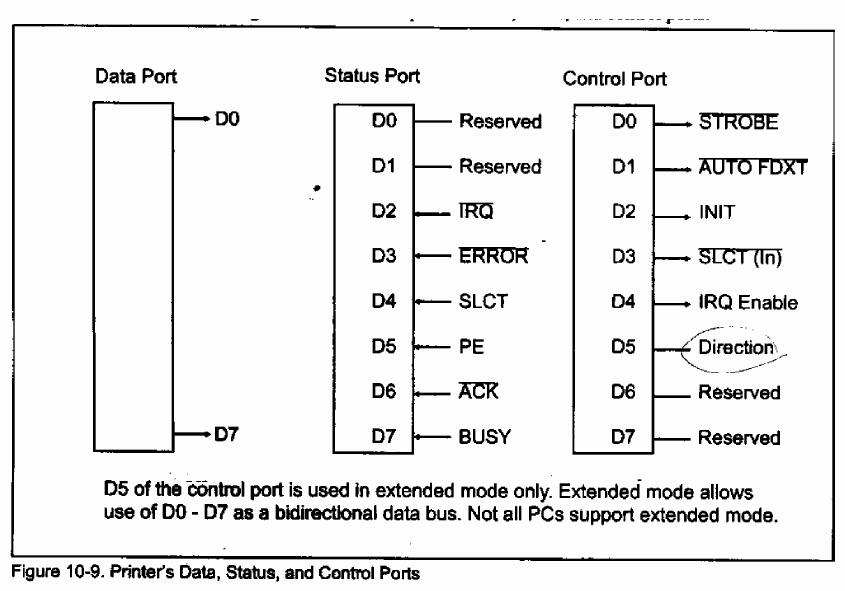 Data Port
Status Port
Control Port
D0
D7
D0 Reserved
D1 Reserved
D2 IRQ
D3 ERROR
D4 SLCT
D5 PE
D6 ACK
D7 BUSY
D0 STROBE
D1 AUTO FDXT
D2 INIT
D3 SLCT (In)
D4 IRQ Enable
D5 Direction
D6 Reserved
D7 Reserved
D5 of the control port is used in extended mode only. Extended mode allows
use of D0 - D7 as a bidirectional data bus. Not all PCs support extended mode.
Figure 10-9. Printer's Data, Status, and Control Ports